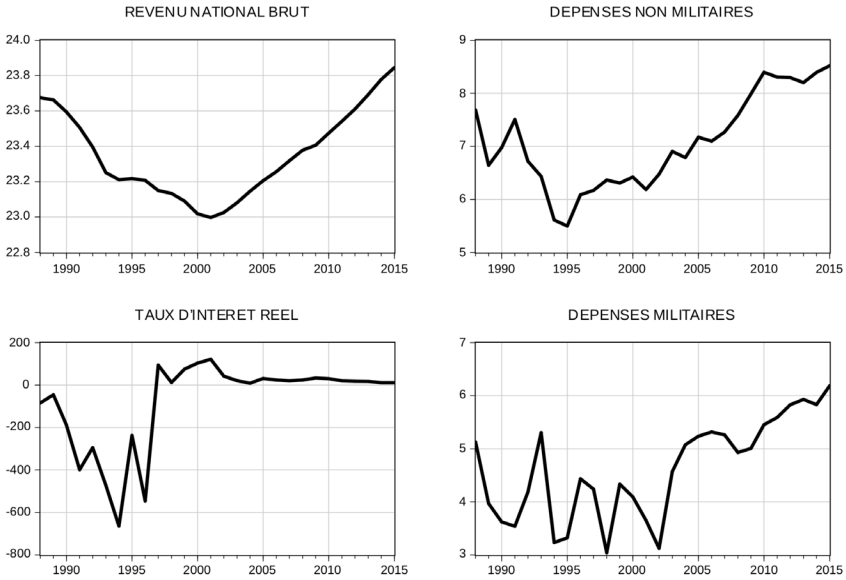 REVENU NATIONAL BRUT
24.0
23.8
23.6
23.4
23.2
23.0
22.8
1990 1995 2000 2005 2010 2015
DEPENSES NON MILITAIRES
9
8
7
6
5
1990 1995 2000 2005 2010 2015
TAUX D'INTERET REEL
200
0
-200
-400
-600
-800
1990 1995 2000 2005 2010 2015
DEPENSES MILITAIRES
7
6
5
4
3
1990 1995 2000 2005 2010 2015